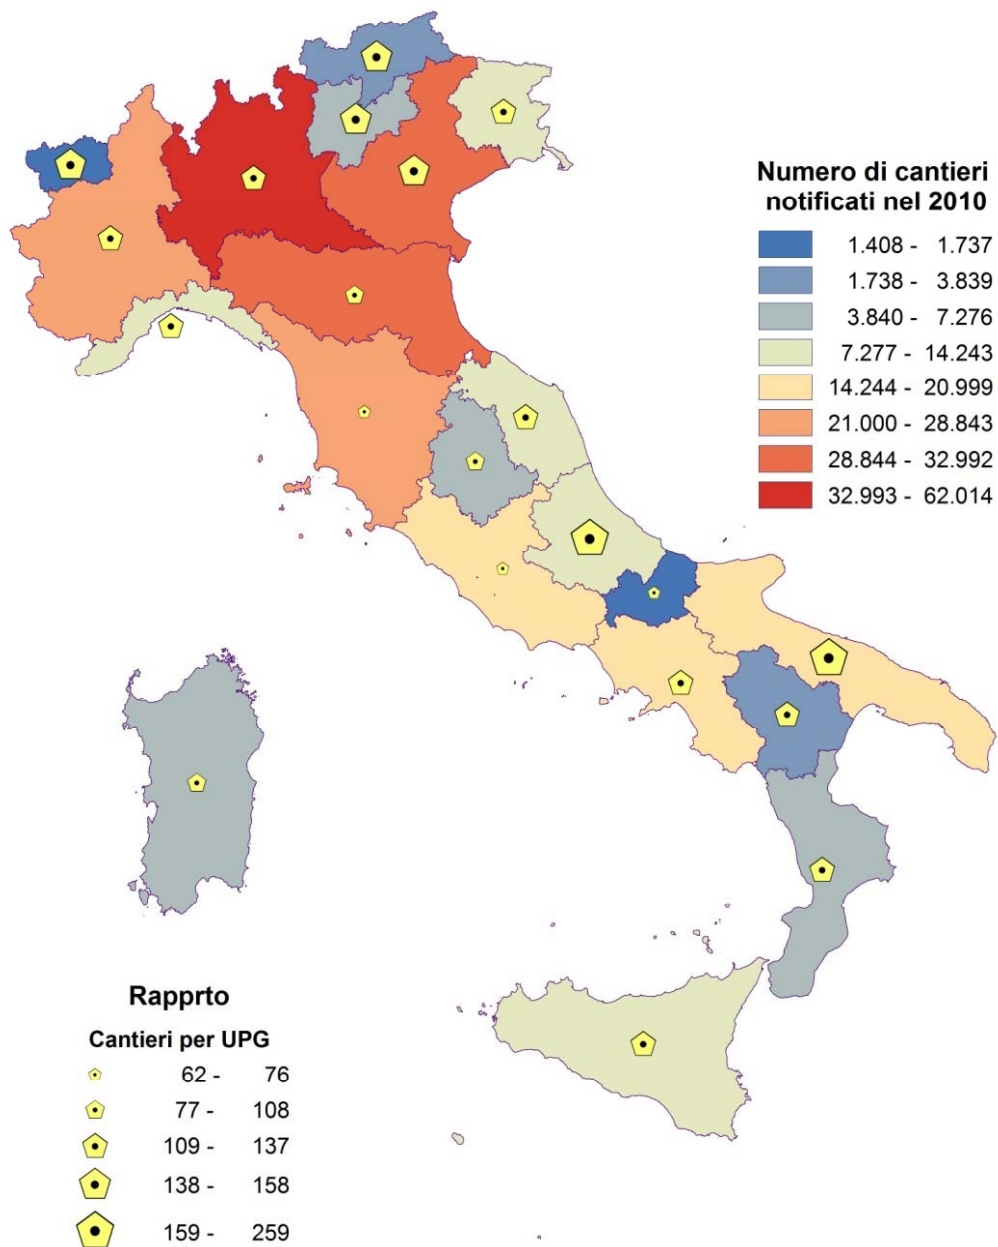 Numero di cantieri
notificati nel 2010
1.408 - 1.737
1.738 - 3.839
3.840 - 7.276
7.277 - 14.243
14.244 - 20.999
21.000 - 28.843
28.844 - 32.992
32.993 - 62.014
Rapprto
Cantieri per UPG
62 - 76
77 - 108
109 - 137
138 - 158
159 - 259